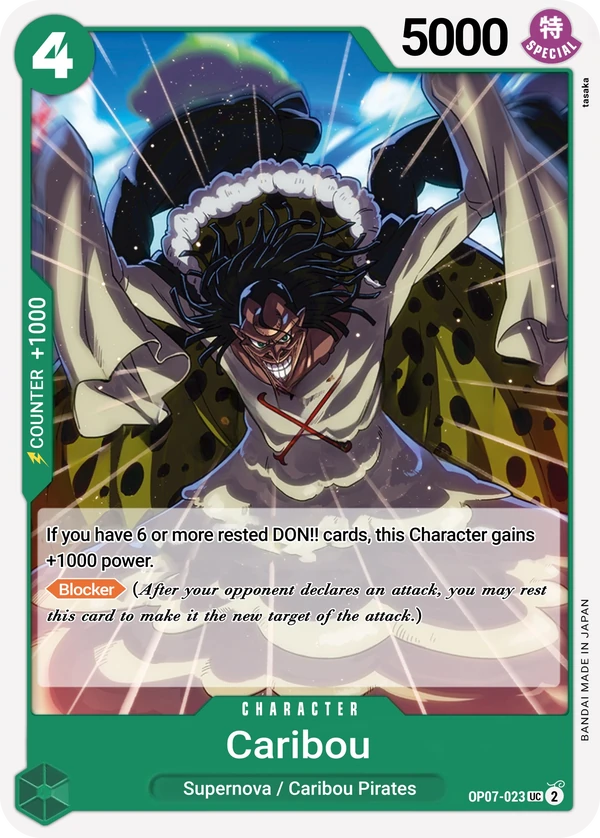 4
5000
特
SPECIAL
tasaka
COUNTER +1000
If you have 6 or more rested DON!! cards, this Character gains
+1000 power.
Blocker (After your opponent declares an attack, you may rest
this card to make it the new target of the attack.)
BANDAI MADE IN JAPAN
CHARACTER
Caribou
Supernova / Caribou Pirates
OP07-023 UC 2